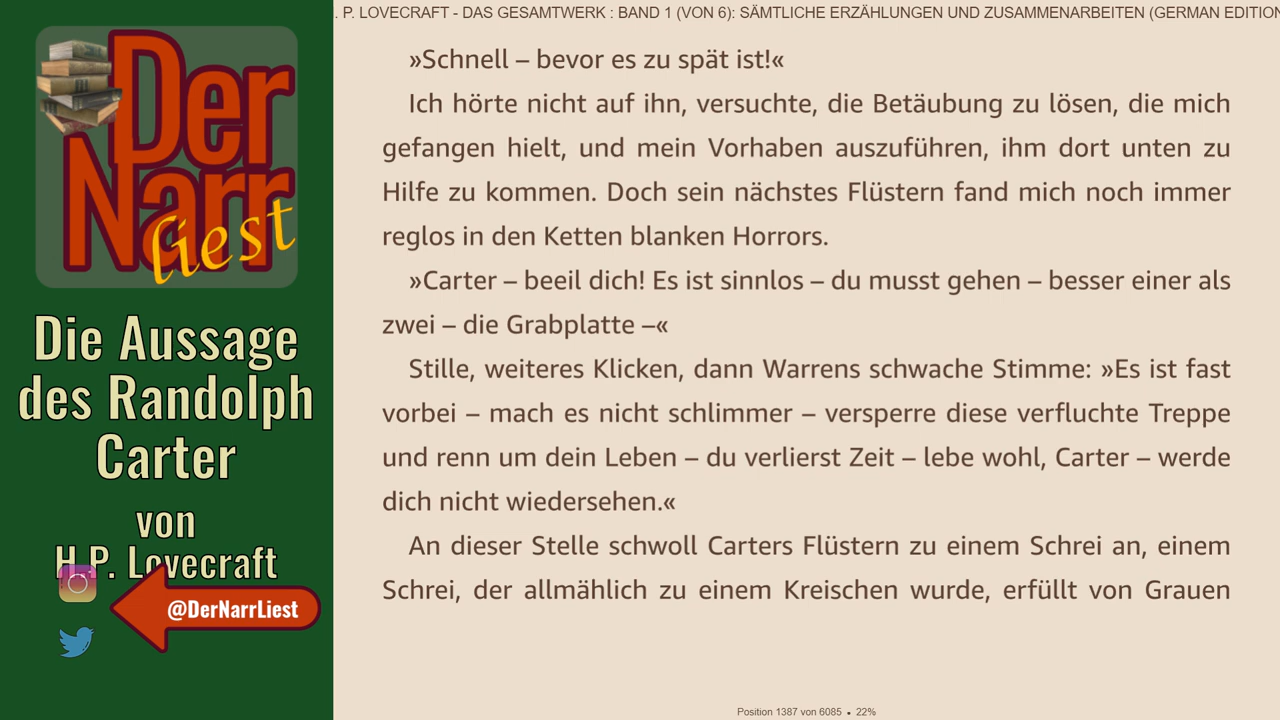 Der
Narr
liest
Die Aussage
des Randolph
Carter
von
H.P. Lovecraft
@DerNarrLiest
. P. LOVECRAFT - DAS GESAMTWERK : BAND 1 (VON 6): SÄMTLICHE ERZÄHLUNGEN UND ZUSAMMENARBEITEN (GERMAN EDITION
»Schnell – bevor es zu spät ist!«
Ich hörte nicht auf ihn, versuchte, die Betäubung zu lösen, die mich
gefangen hielt, und mein Vorhaben auszuführen, ihm dort unten zu
Hilfe zu kommen. Doch sein nächstes Flüstern fand mich noch immer
reglos in den Ketten blanken Horrors.
»Carter – beeil dich! Es ist sinnlos – du musst gehen – besser einer als
zwei – die Grabplatte –«
Stille, weiteres Klicken, dann Warrens schwache Stimme: »Es ist fast
vorbei – mach es nicht schlimmer – versperre diese verfluchte Treppe
und renn um dein Leben – du verlierst Zeit – lebe wohl, Carter – werde
dich nicht wiedersehen.«
An dieser Stelle schwoll Carters Flüstern zu einem Schrei an, einem
Schrei, der allmählich zu einem Kreischen wurde, erfüllt von Grauen
Position 1387 von 6085 • 22%